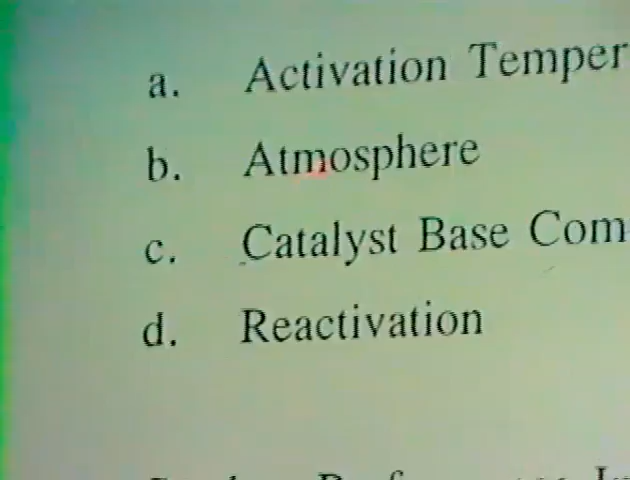 a. Activation Temper
b. Atmosphere
c. Catalyst Base Com
d. Reactivation